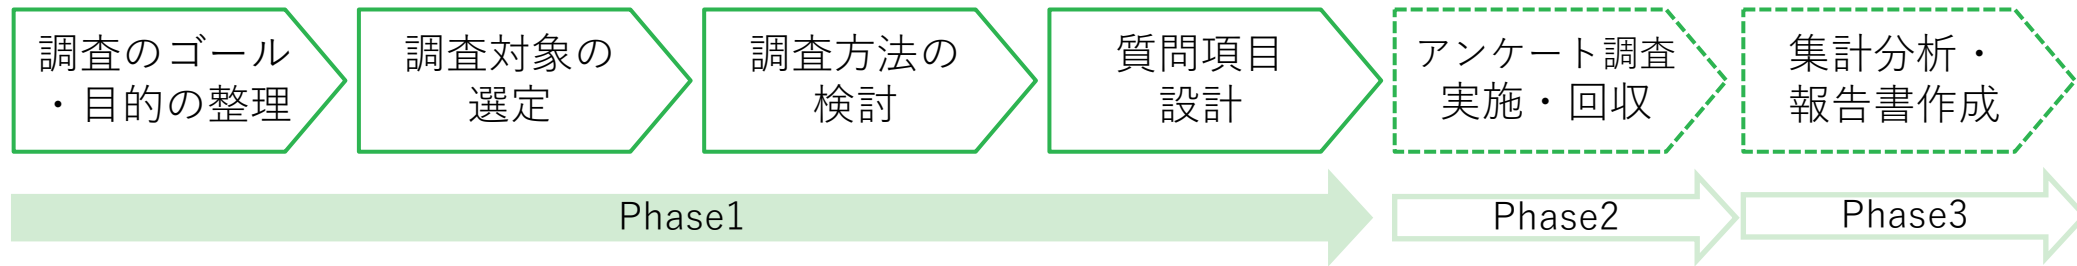 調査のゴール
・目的の整理
調査対象の
選定
調査方法の
検討
質問項目
設計
アンケート調査
実施・回収
集計分析・
報告書作成
Phase1
Phase2
Phase3